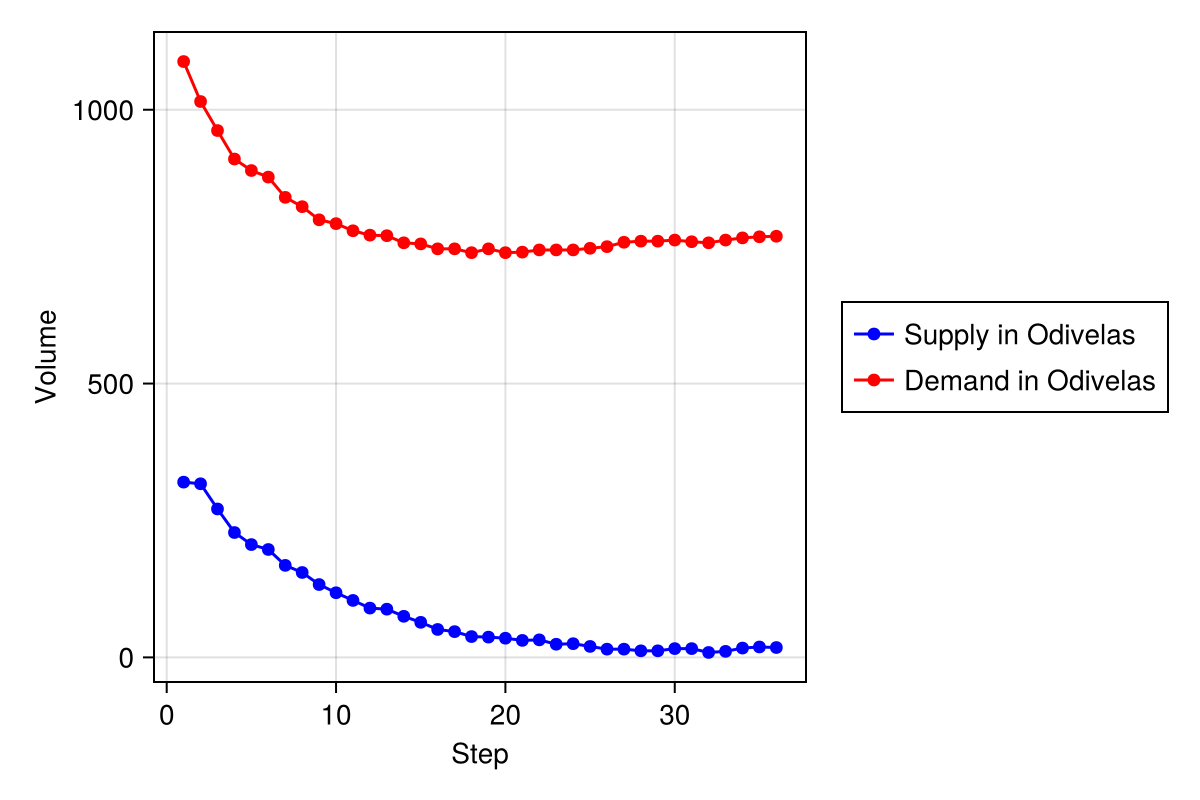 1000
500
0
Volume
0 10 20 30
Step
Supply in Odivelas
Demand in Odivelas